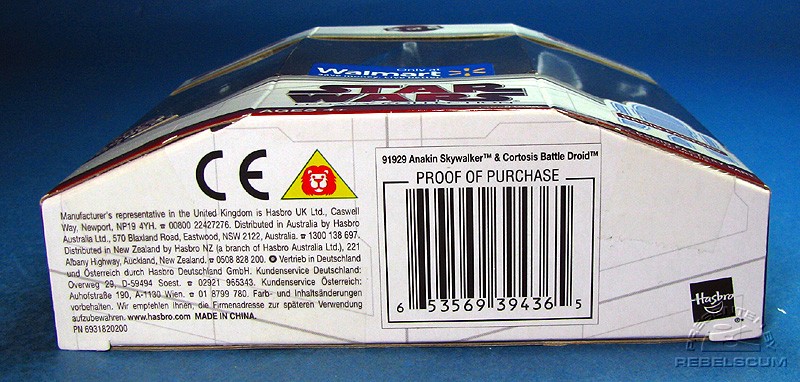 Only at
Walmart
Save money. Live better.
STAR
WARS
CE
91929 Anakin Skywalker™ & Cortosis Battle Droid™
PROOF OF PURCHASE
6 53569 39436 5
Manufacturer's representative in the United Kingdom is Hasbro UK Ltd., Caswell
Way, Newport, NP19 4YH. ☎ 00800 22427276. Distributed in Australia by Hasbro
Australia Ltd., 570 Blaxland Road, Eastwood, NSW 2122, Australia. ☎ 1300 138 697.
Distributed in New Zealand by Hasbro NZ (a branch of Hasbro Australia Ltd.), 221
Albany Highway, Auckland, New Zealand. ☎ 0508 828 200. Vertrieb in Deutschland
und Österreich durch Hasbro Deutschland GmbH. Kundenservice Deutschland:
Overweg 29, D-59494 Soest. ☎ 02921 965343. Kundenservice Österreich:
Auhofstraße 190, A-1130 Wien. ☎ 01 8799 780. Farb- und Inhaltsänderungen
vorbehalten. Wir empfehlen Ihnen, die Firmenadresse zur späteren Verwendung
aufzubewahren. www.hasbro.com MADE IN CHINA.
PN 6931820200
Hasbro
REBELSCUM